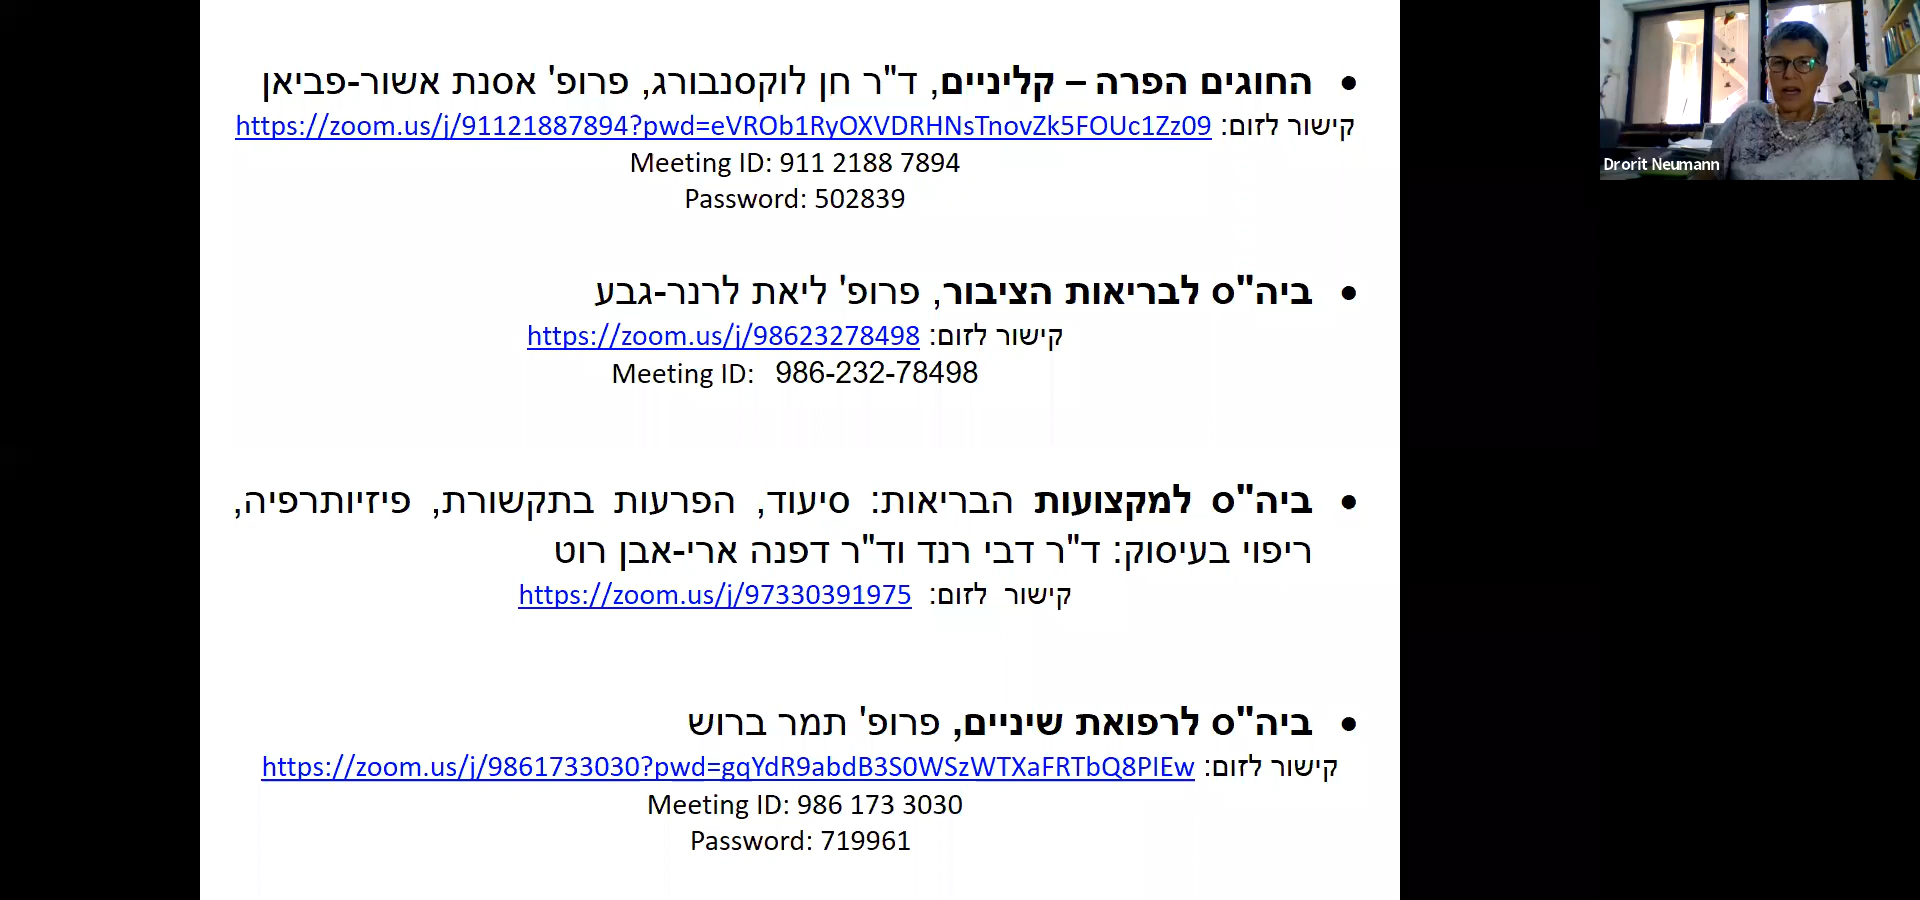 • החוגים הפרה – קליניים, ד"ר חן לוקסנבורג, פרופ' אסנת אשור-פביאן
קישור לזום: https://zoom.us/j/91121887894?pwd=eVROb1RyOXVDRHNsTnovZk5FOUc1Zz09
Meeting ID: 911 2188 7894
Password: 502839
• ביה"ס לבריאות הציבור, פרופ' ליאת לרנר-גבע
קישור לזום: https://zoom.us/j/98623278498
Meeting ID: 986-232-78498
• ביה"ס למקצועות הבריאות: סיעוד, הפרעות בתקשורת, פיזיותרפיה,
ריפוי בעיסוק: ד"ר דבי רנד וד"ר דפנה ארי-אבן רוט
קישור לזום: https://zoom.us/j/97330391975
• ביה"ס לרפואת שיניים, פרופ' תמר ברוש
קישור לזום: https://zoom.us/j/9861733030?pwd=gqYdR9abdB3S0WSzWTXaFRTbQ8PIEw
Meeting ID: 986 173 3030
Password: 719961
Drorit Neumann